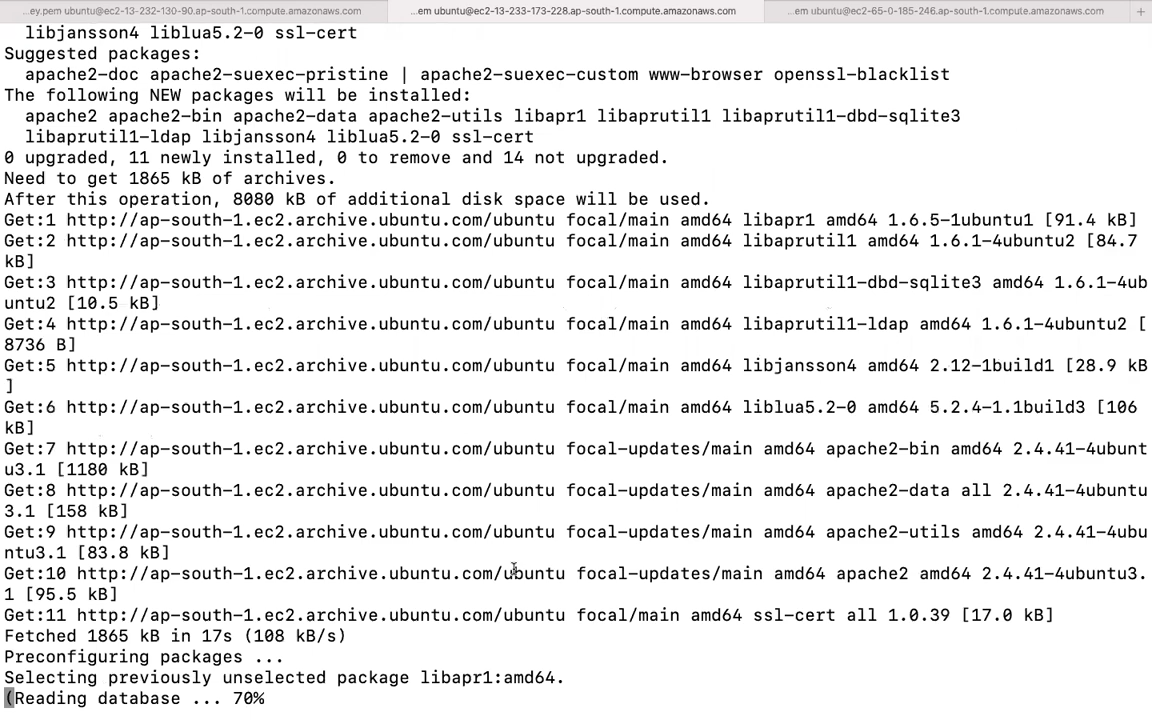 ...ey.pem ubuntu@ec2-13-232-130-90.ap-south-1.compute.amazonaws.com
...em ubuntu@ec2-13-233-173-228.ap-south-1.compute.amazonaws.com
...em ubuntu@ec2-65-0-185-246.ap-south-1.compute.amazonaws.com
+
libjansson4 liblua5.2-0 ssl-cert
Suggested packages:
apache2-doc apache2-suexec-pristine | apache2-suexec-custom www-browser openssl-blacklist
The following NEW packages will be installed:
apache2 apache2-bin apache2-data apache2-utils libapr1 libaprutil1 libaprutil1-dbd-sqlite3
libaprutil1-ldap libjansson4 liblua5.2-0 ssl-cert
0 upgraded, 11 newly installed, 0 to remove and 14 not upgraded.
Need to get 1865 kB of archives.
After this operation, 8080 kB of additional disk space will be used.
Get:1 http://ap-south-1.ec2.archive.ubuntu.com/ubuntu focal/main amd64 libapr1 amd64 1.6.5-1ubuntu1 [91.4 kB]
Get:2 http://ap-south-1.ec2.archive.ubuntu.com/ubuntu focal/main amd64 libaprutil1 amd64 1.6.1-4ubuntu2 [84.7
kB]
Get:3 http://ap-south-1.ec2.archive.ubuntu.com/ubuntu focal/main amd64 libaprutil1-dbd-sqlite3 amd64 1.6.1-4ub
untu2 [10.5 kB]
Get:4 http://ap-south-1.ec2.archive.ubuntu.com/ubuntu focal/main amd64 libaprutil1-ldap amd64 1.6.1-4ubuntu2 [
8736 B]
Get:5 http://ap-south-1.ec2.archive.ubuntu.com/ubuntu focal/main amd64 libjansson4 amd64 2.12-1build1 [28.9 kB
]
Get:6 http://ap-south-1.ec2.archive.ubuntu.com/ubuntu focal/main amd64 liblua5.2-0 amd64 5.2.4-1.1build3 [106
kB]
Get:7 http://ap-south-1.ec2.archive.ubuntu.com/ubuntu focal-updates/main amd64 apache2-bin amd64 2.4.41-4ubunt
u3.1 [1180 kB]
Get:8 http://ap-south-1.ec2.archive.ubuntu.com/ubuntu focal-updates/main amd64 apache2-data all 2.4.41-4ubuntu
3.1 [158 kB]
Get:9 http://ap-south-1.ec2.archive.ubuntu.com/ubuntu focal-updates/main amd64 apache2-utils amd64 2.4.41-4ubu
ntu3.1 [83.8 kB]
Get:10 http://ap-south-1.ec2.archive.ubuntu.com/ubuntu focal-updates/main amd64 apache2 amd64 2.4.41-4ubuntu3.
1 [95.5 kB]
Get:11 http://ap-south-1.ec2.archive.ubuntu.com/ubuntu focal/main amd64 ssl-cert all 1.0.39 [17.0 kB]
Fetched 1865 kB in 17s (108 kB/s)
Preconfiguring packages ...
Selecting previously unselected package libapr1:amd64.
(Reading database ... 70%